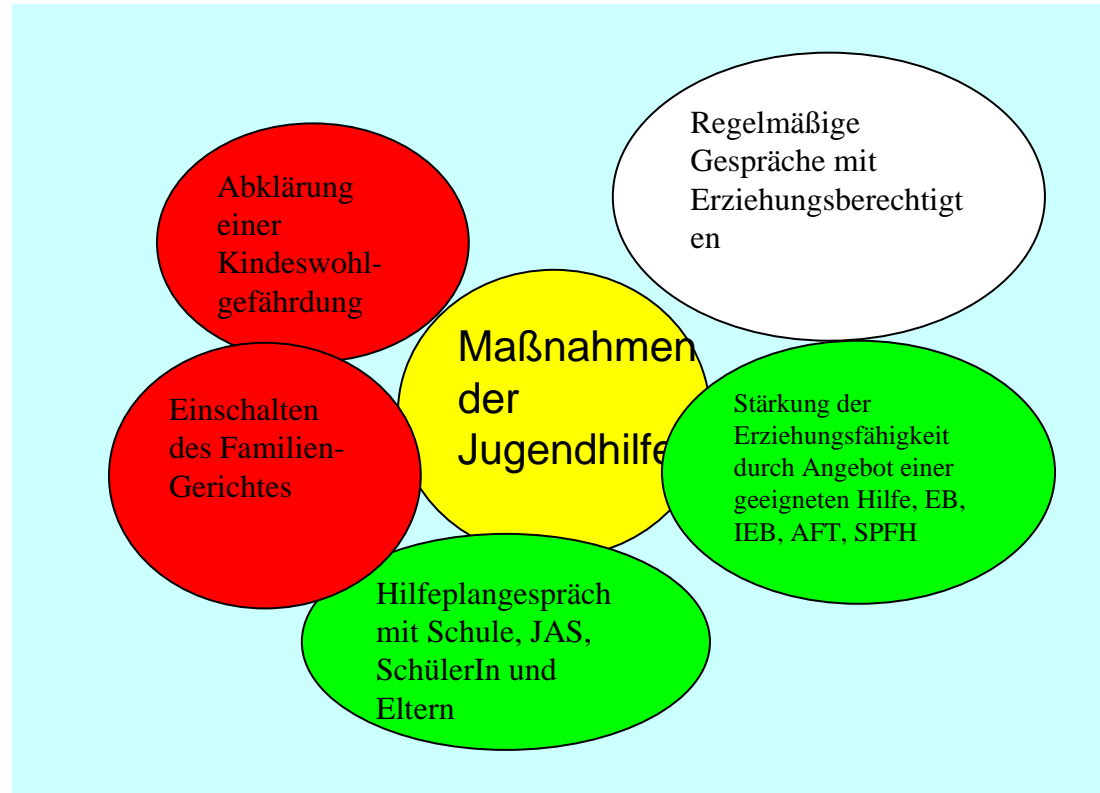 Regelmäßige
Gespräche mit
Erziehungsberechtigt
en
Abklärung
einer
Kindeswohl-
gefährdung
Maßnahmen
der
Jugendhilfe
Einschalten
des Familien-
Gerichtes
Stärkung der
Erziehungsfähigkeit
durch Angebot einer
geeigneten Hilfe, EB,
IEB, AFT, SPFH
Hilfeplangespräch
mit Schule, JAS,
SchülerIn und
Eltern